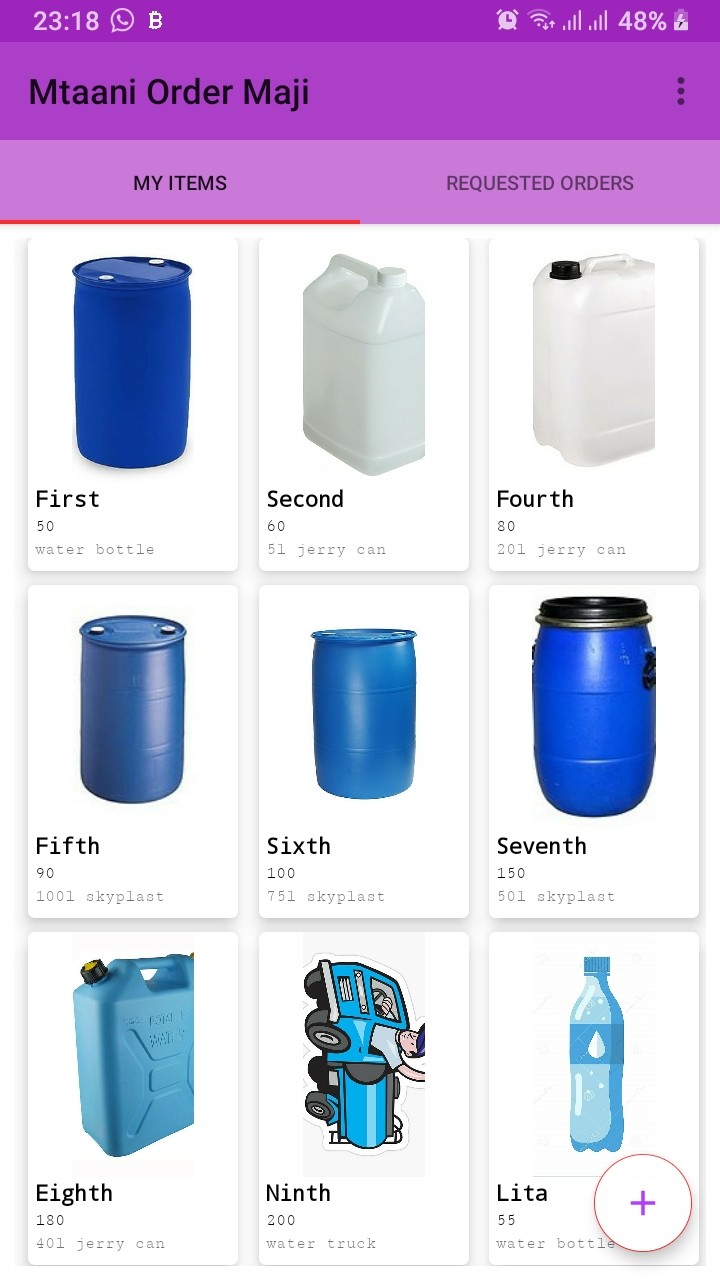 23:18
48%
Mtaani Order Maji
MY ITEMS
REQUESTED ORDERS
First
50
water bottle
Second
60
5l jerry can
Fourth
80
20l jerry can
Fifth
90
100l skyplast
Sixth
100
75l skyplast
Seventh
150
50l skyplast
Eighth
180
40l jerry can
Ninth
200
water truck
Lita
55
water bottle